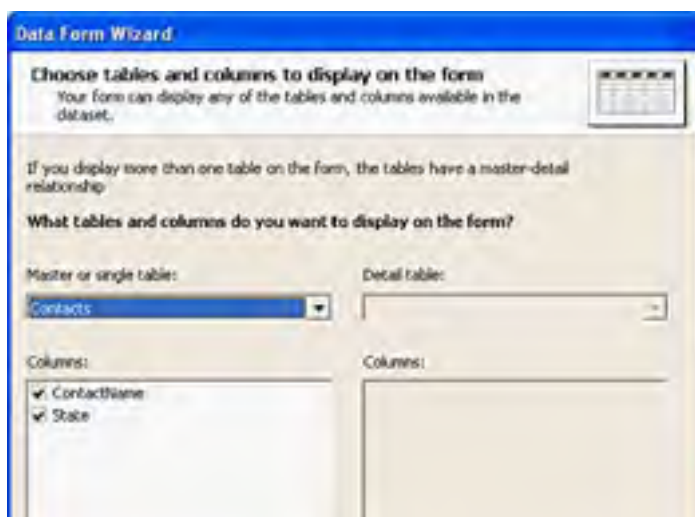 Data Form Wizard
Choose tables and columns to display on the form
Your form can display any of the tables and columns available in the
dataset.
If you display more than one table on the form, the tables have a master-detail
relationship
What tables and columns do you want to display on the form?
Master or single table:
Detail table:
Contacts
Columns:
Columns:
ContactName
State